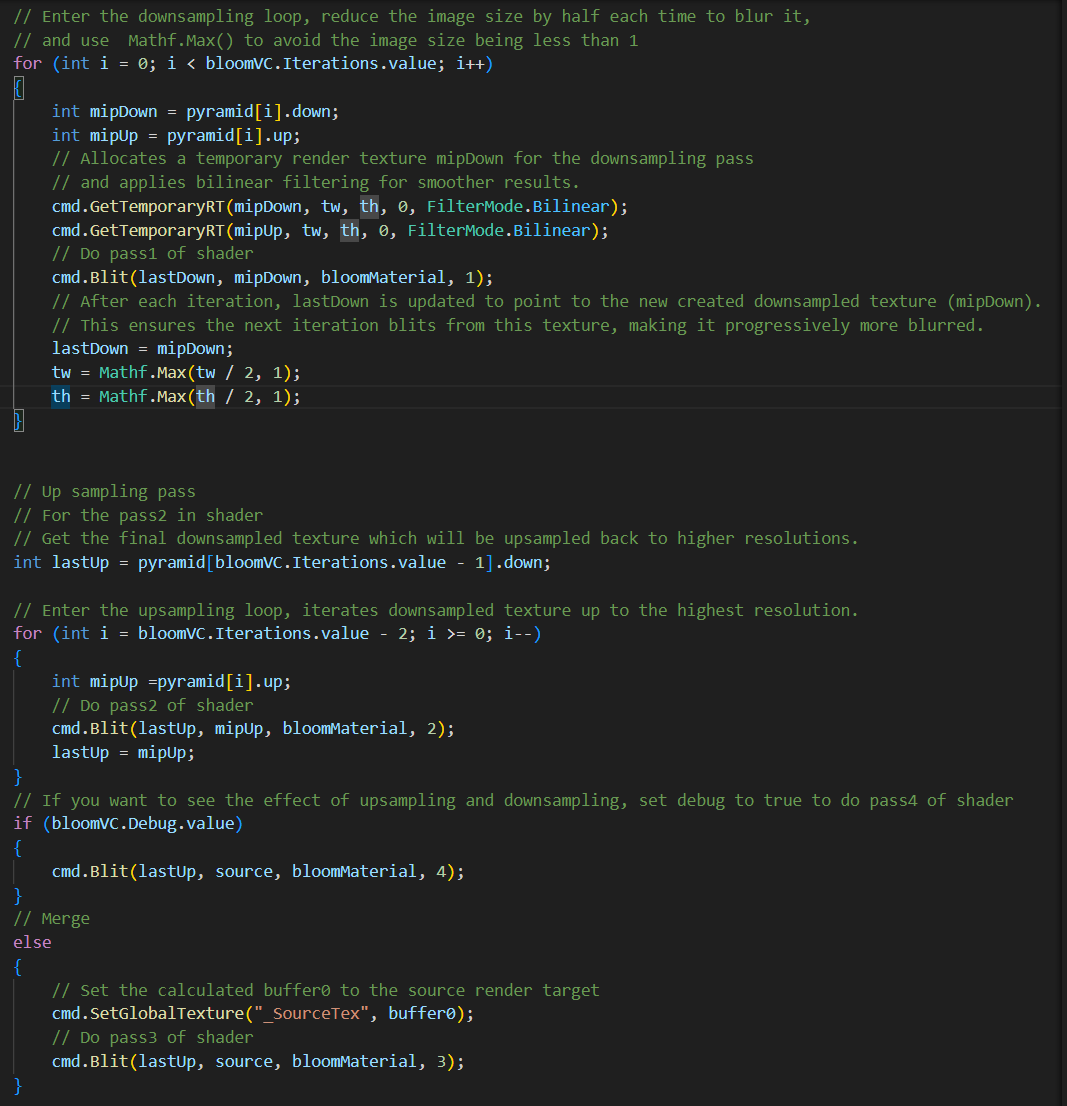 // Enter the downsampling loop, reduce the image size by half each time to blur it,
// and use  Mathf.Max() to avoid the image size being less than 1
for (int i = 0; i < bloomVC.Iterations.value; i++)
{
    int mipDown = pyramid[i].down;
    int mipUp = pyramid[i].up;
    // Allocates a temporary render texture mipDown for the downsampling pass
    // and applies bilinear filtering for smoother results.
    cmd.GetTemporaryRT(mipDown, tw, th, 0, FilterMode.Bilinear);
    cmd.GetTemporaryRT(mipUp, tw, th, 0, FilterMode.Bilinear);
    // Do pass1 of shader
    cmd.Blit(lastDown, mipDown, bloomMaterial, 1);
    // After each iteration, lastDown is updated to point to the new created downsampled texture (mipDown).
    // This ensures the next iteration blits from this texture, making it progressively more blurred.
    lastDown = mipDown;
    tw = Mathf.Max(tw / 2, 1);
    th = Mathf.Max(th / 2, 1);
}
// Up sampling pass
// For the pass2 in shader
// Get the final downsampled texture which will be upsampled back to higher resolutions.
int lastUp = pyramid[bloomVC.Iterations.value - 1].down;
// Enter the upsampling loop, iterates downsampled texture up to the highest resolution.
for (int i = bloomVC.Iterations.value - 2; i >= 0; i--)
{
    int mipUp =pyramid[i].up;
    // Do pass2 of shader
    cmd.Blit(lastUp, mipUp, bloomMaterial, 2);
    lastUp = mipUp;
}
// If you want to see the effect of upsampling and downsampling, set debug to true to do pass4 of shader
if (bloomVC.Debug.value)
{
    cmd.Blit(lastUp, source, bloomMaterial, 4);
}
// Merge
else
{
    // Set the calculated buffer0 to the source render target
    cmd.SetGlobalTexture("_SourceTex", buffer0);
    // Do pass3 of shader
    cmd.Blit(lastUp, source, bloomMaterial, 3);
}